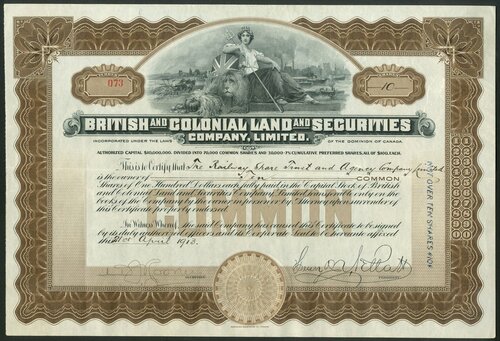 NUMBER
073
SHARES
10
BRITISH AND COLONIAL LAND AND SECURITIES
COMPANY, LIMITED.
INCORPORATED UNDER THE LAWS OF THE DOMINION OF CANADA
AUTHORIZED CAPITAL $10,000,000. DIVIDED INTO 70,000 COMMON SHARES AND 30,000 7% CUMULATIVE PREFERRED SHARES, ALL OF $100, EACH.
This is to Certify that The Railway Share Trust and Agency Company Limited
is the owner of Ten COMMON
Shares of One Hundred Dollars each fully paid in the Capital Stock of British
and Colonial Land and Securities Company, Limited transferable only on the
books of the Company by the owner in person or by Attorney upon surrender of
this Certificate properly endorsed.
COMMON
In Witness Whereof the said Company has caused this Certificate to be signed
by its duly authorized officers and its Corporate Seal to be hereunto affixed
this 21st April 1913.
NOT OVER TEN SHARES $10